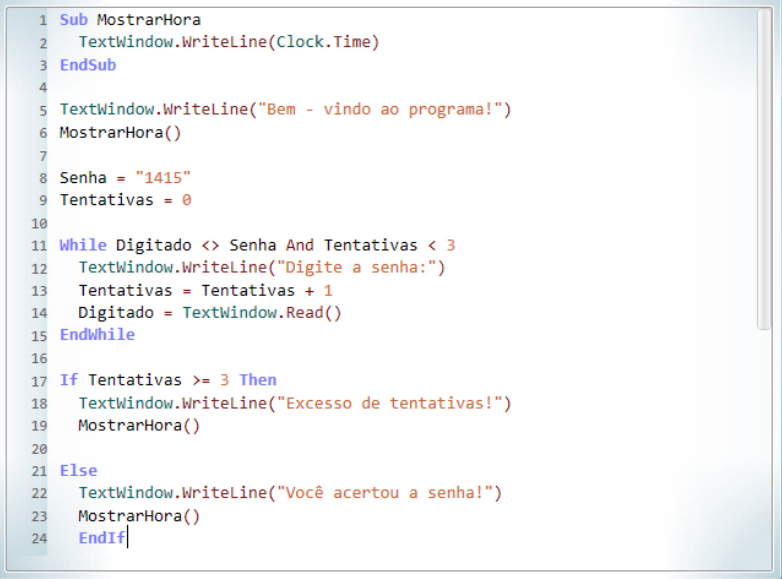 1 Sub MostrarHora
2   TextWindow.WriteLine(Clock.Time)
3 EndSub
4
5 TextWindow.WriteLine("Bem - vindo ao programa!")
6 MostrarHora()
7
8 Senha = "1415"
9 Tentativas = 0
10
11 While Digitado <> Senha And Tentativas < 3
12   TextWindow.WriteLine("Digite a senha:")
13   Tentativas = Tentativas + 1
14   Digitado = TextWindow.Read()
15 EndWhile
16
17 If Tentativas >= 3 Then
18   TextWindow.WriteLine("Excesso de tentativas!")
19   MostrarHora()
20
21 Else
22   TextWindow.WriteLine("Você acertou a senha!")
23   MostrarHora()
24   EndIf